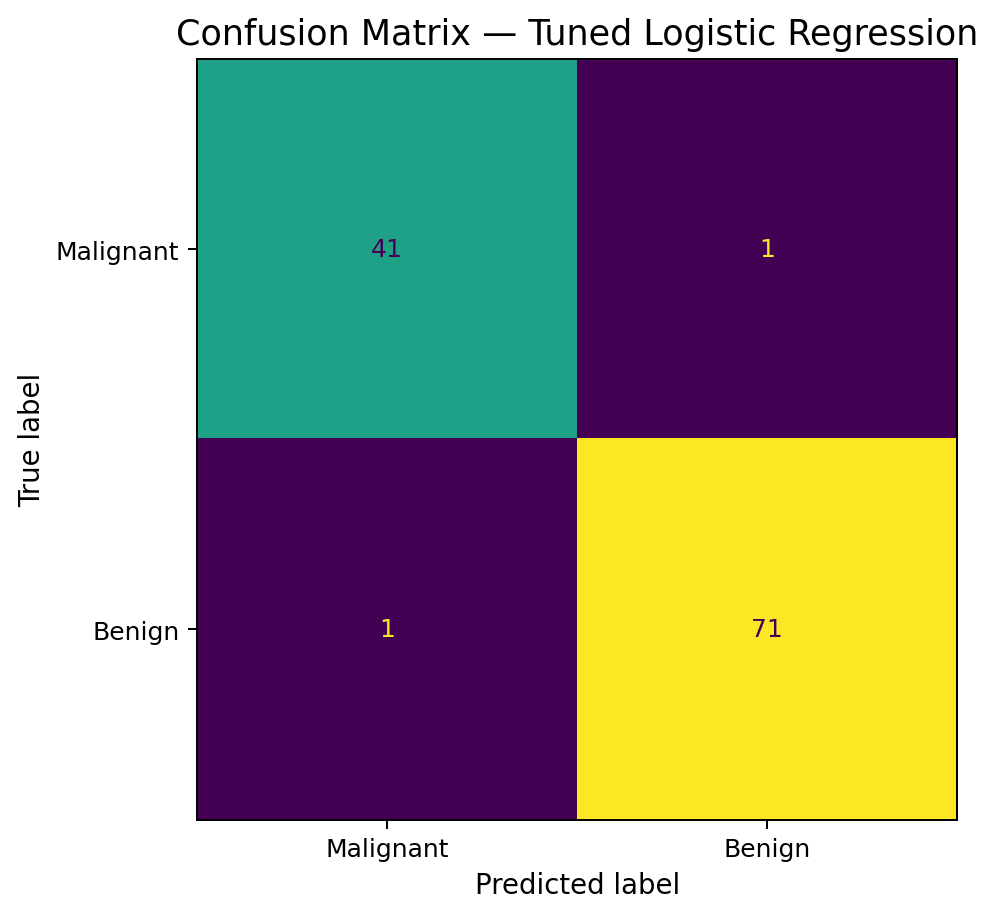 Confusion Matrix — Tuned Logistic Regression
True label
Malignant
41
1
Benign
1
71
Malignant
Benign
Predicted label